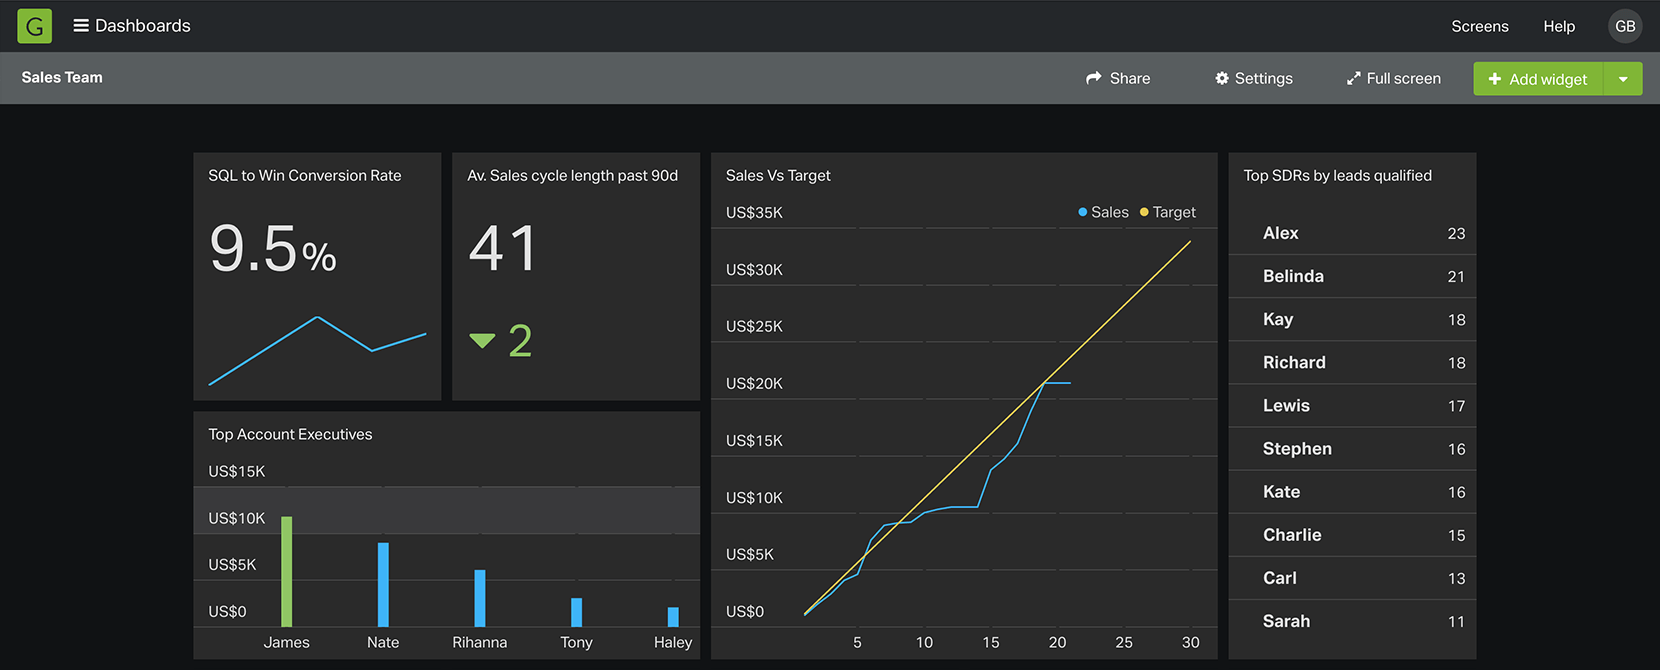 G Dashboards Screens Help GB
Sales Team Share Settings Full screen Add widget
SQL to Win Conversion Rate
9.5%
Av. Sales cycle length past 90d
41
2
Top Account Executives
US$15K
US$10K
US$5K
US$0
James Nate Rihanna Tony Haley
Sales Vs Target
Sales Target
US$35K
US$30K
US$25K
US$20K
US$15K
US$10K
US$5K
US$0
5 10 15 20 25 30
Top SDRs by leads qualified
Alex 23
Belinda 21
Kay 18
Richard 18
Lewis 17
Stephen 16
Kate 16
Charlie 15
Carl 13
Sarah 11